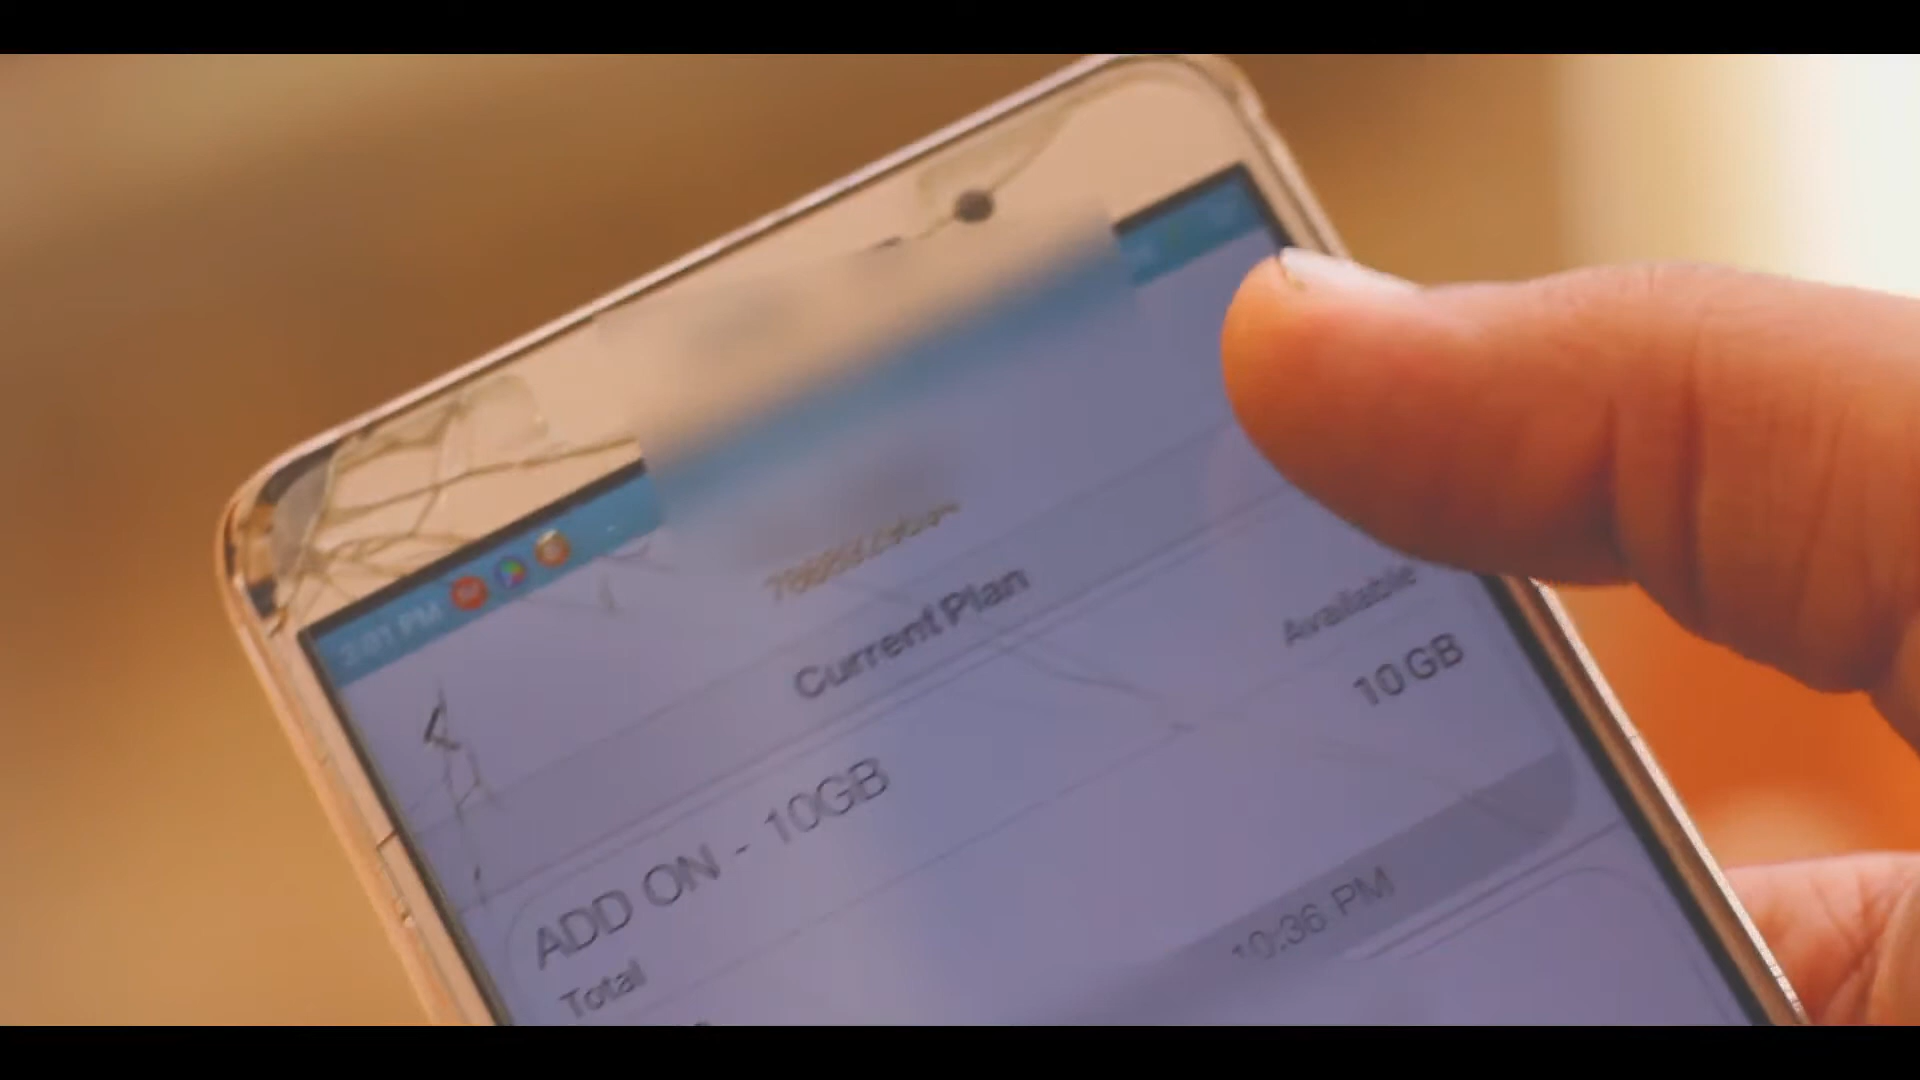 Current Plan
ADD ON - 10GB
Available
Total
10 GB
10:36 PM